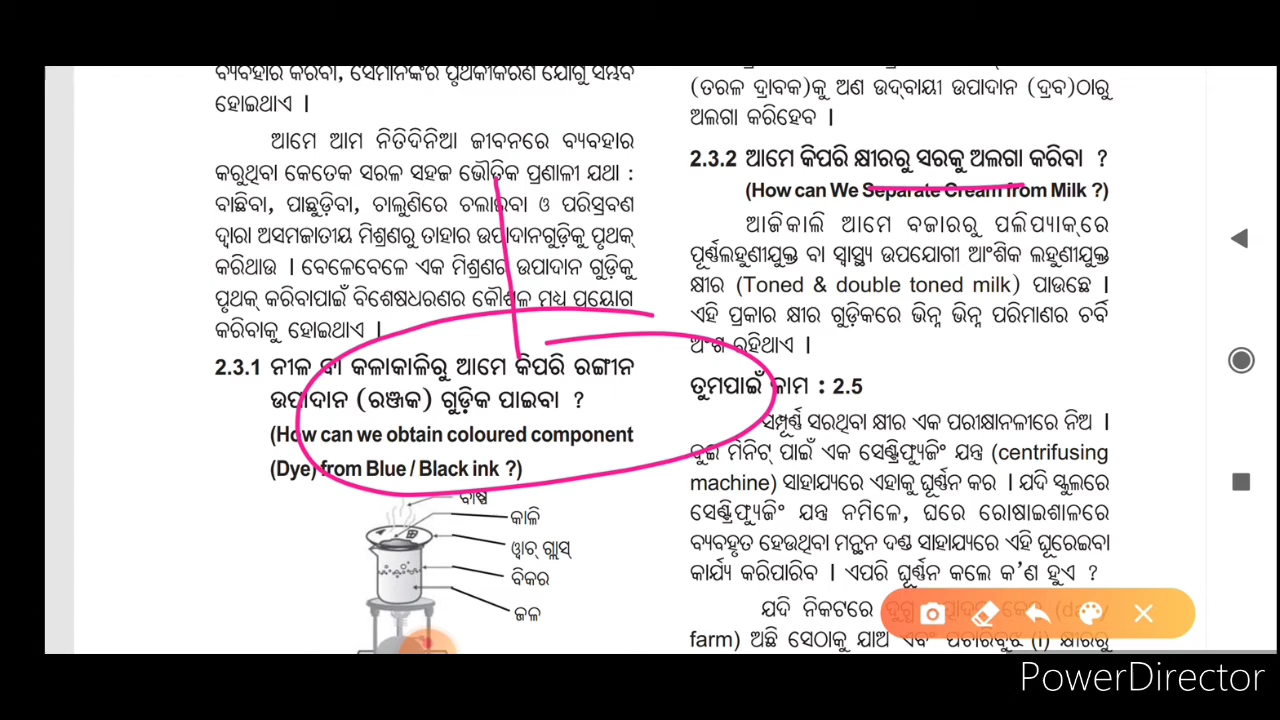 ବ୍ୟବହାର କରିବା, ସେମାନଙ୍କର ପୃଥକୀକରଣ ଯୋଗୁ ସମ୍ଭବ
ହୋଇଥାଏ ।
ଆମେ ଆମ ନିତିଦିନିଆ ଜୀବନରେ ବ୍ୟବହାର
କରୁଥିବା କେତେକ ସରଳ ସହଜ ଭୌତିକ ପ୍ରଣାଳୀ ଯଥା :
ବାଛିବା, ପାଛୁଡ଼ିବା, ଚାଲୁଣିରେ ଚଲାଇବା ଓ ପରିସ୍ରବଣ
ଦ୍ୱାରା ଅସମଜାତୀୟ ମିଶ୍ରଣରୁ ତାହାର ଉପାଦାନଗୁଡ଼ିକୁ ପୃଥକ୍
କରିଥାଉ । ବେଳେବେଳେ ଏକ ମିଶ୍ରଣର ଉପାଦାନ ଗୁଡ଼ିକୁ
ପୃଥକ୍ କରିବାପାଇଁ ବିଶେଷଧରଣର କୌଶଳ ମଧ୍ୟ ପ୍ରୟୋଗ
କରିବାକୁ ହୋଇଥାଏ ।
2.3.1 ନୀଳ ବା କଳାକାଳିରୁ ଆମେ କିପରି ରଙ୍ଗୀନ
ଉପାଦାନ (ରଞ୍ଜକ) ଗୁଡ଼ିକ ପାଇବା ?
(How can we obtain coloured component
(Dye) from Blue / Black ink ?)
ବାଷ୍ପ
କାଳି
ୱାଚ୍ ଗ୍ଲାସ୍
ବିକର
ଜଳ
(ତରଳ ଦ୍ରାବକ)କୁ ଅଣ ଉଦ୍‌ବାୟୀ ଉପାଦାନ (ଦ୍ରବ)ଠାରୁ
ଅଲଗା କରିହେବ ।
2.3.2 ଆମେ କିପରି କ୍ଷୀରରୁ ସରକୁ ଅଲଗା କରିବା ?
(How can We Separate Cream from Milk ?)
ଆଜିକାଲି ଆମେ ବଜାରରୁ ପଲିପ୍ୟାକ୍‌ରେ
ପୂର୍ଣ୍ଣଲହୁଣୀଯୁକ୍ତ ବା ସ୍ୱାସ୍ଥ୍ୟ ଉପଯୋଗୀ ଆଂଶିକ ଲହୁଣୀଯୁକ୍ତ
କ୍ଷୀର (Toned & double toned milk) ପାଉଛେ ।
ଏହି ପ୍ରକାର କ୍ଷୀର ଗୁଡ଼ିକରେ ଭିନ୍ନ ଭିନ୍ନ ପରିମାଣର ଚର୍ବି
ଅଂଶ ରହିଥାଏ ।
ତୁମପାଇଁ କାମ : 2.5
ସମ୍ପୂର୍ଣ୍ଣ ସରଥିବା କ୍ଷୀର ଏକ ପରୀକ୍ଷାନଳୀରେ ନିଅ ।
ଦୁଇ ମିନିଟ୍ ପାଇଁ ଏକ ସେଣ୍ଟ୍ରିଫ୍ୟୁଜିଂ ଯନ୍ତ୍ର (centrifusing
machine) ସାହାଯ୍ୟରେ ଏହାକୁ ଘୂର୍ଣ୍ଣନ କର । ଯଦି ସ୍କୁଲରେ
ସେଣ୍ଟ୍ରିଫ୍ୟୁଜିଂ ଯନ୍ତ୍ର ନମିଳେ, ଘରେ ରୋଷାଇଶାଳରେ
ବ୍ୟବହୃତ ହେଉଥିବା ମନ୍ଥନ ଦଣ୍ଡ ସାହାଯ୍ୟରେ ଏହି ଘୂରେଇବା
କାର୍ଯ୍ୟ କରିପାରିବ । ଏପରି ଘୂର୍ଣ୍ଣନ କଲେ କ'ଣ ହୁଏ ?
ଯଦି ନିକଟରେ ଦୁଗ୍ଧ
farm) ଅଛି ସେଠାକୁ ଯାଅ ଏବଂ ପଚାରିବୁଝ (i) କ୍ଷୀରରୁ
PowerDirector